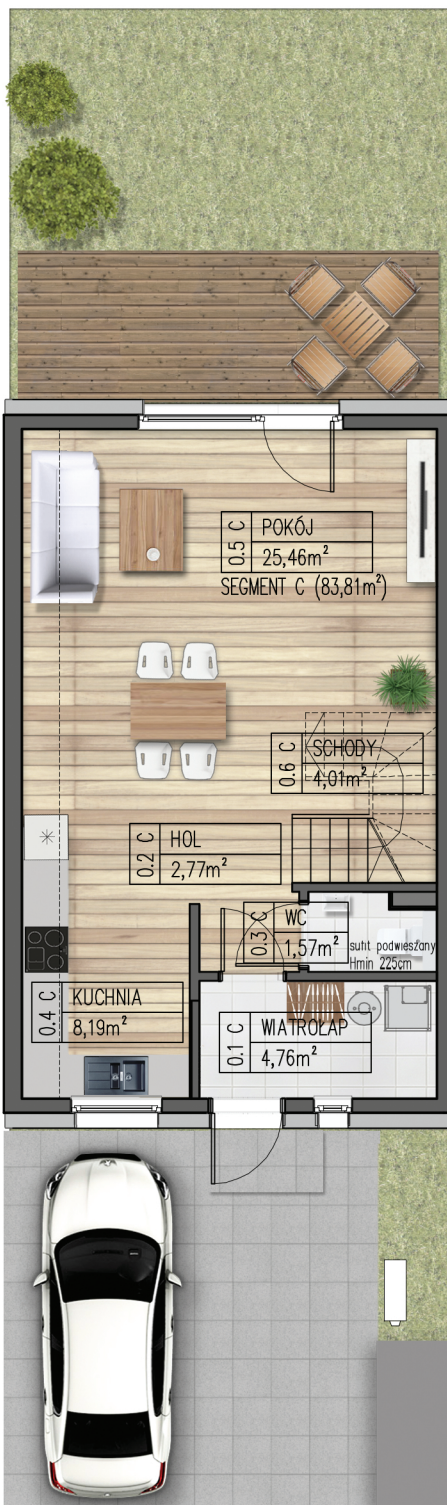 0.5 C
POKÓJ
25,46m²
SEGMENT C (83,81m²)
0.6 C
SCHODY
4,01m²
0.2 C
HOL
2,77m²
0.3 C
WC
1,57m²
sufit podwieszany
Hmin 225cm
0.4 C
KUCHNIA
8,19m²
0.1 C
WIATROŁAP
4,76m²